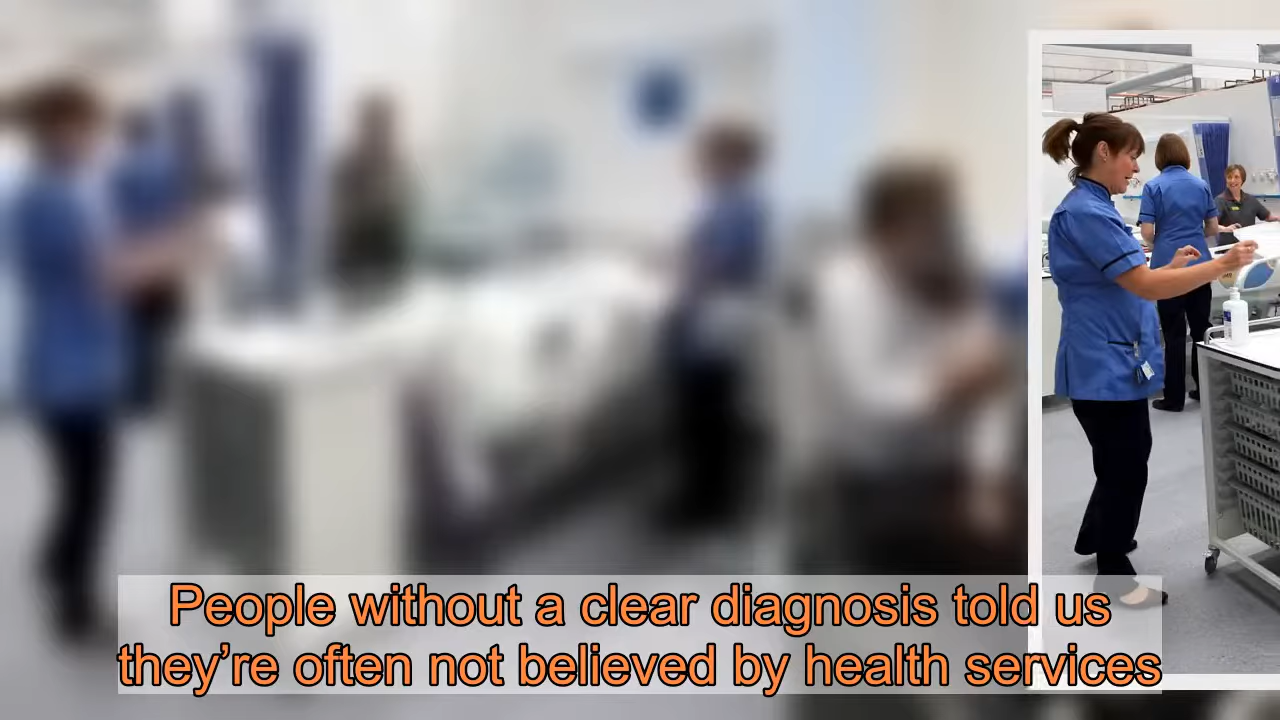 People without a clear diagnosis told us
they’re often not believed by health services